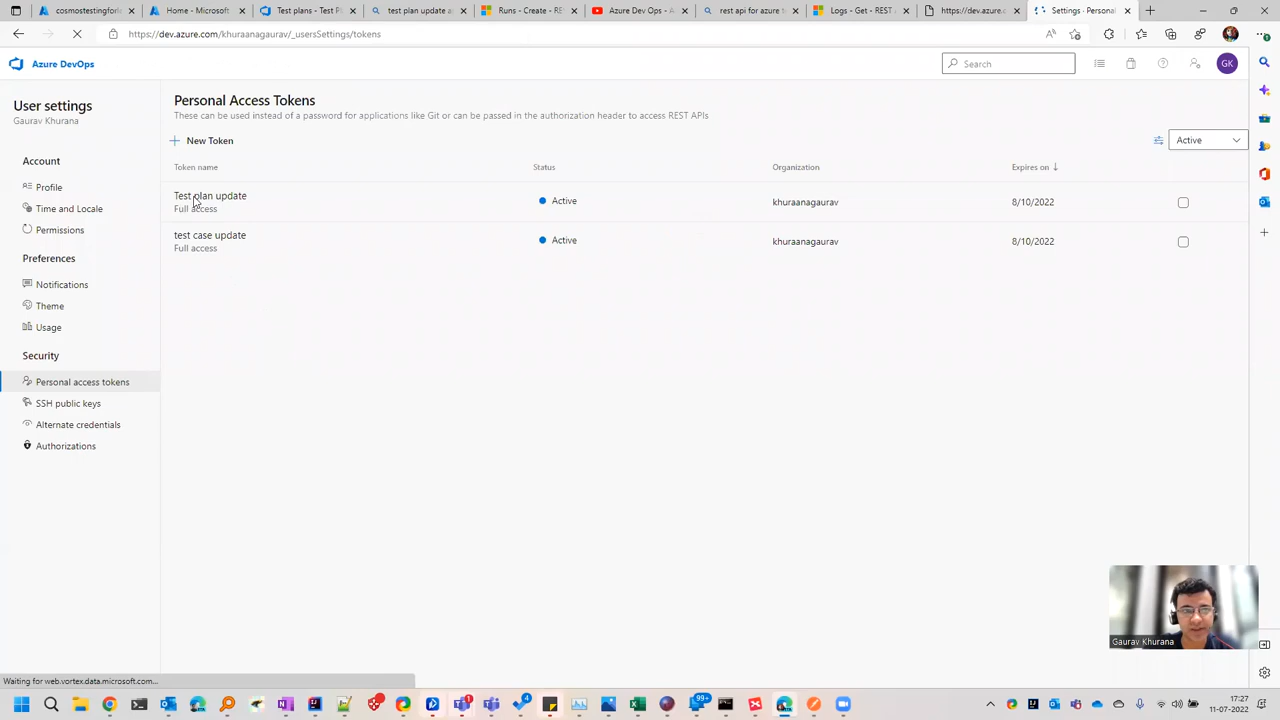 cosmostestingforlc
Home - Microsoft
Test plans - Test Pl
test plan update a
Runs - Create - RE
Azure Dev Ops - A
rest api for azure t
Logs - Get - REST
https://dev.azure.c
Settings - Persona
https://dev.azure.com/khuraanagaurav/_usersSettings/tokens
Azure DevOps
Search
GK
User settings
Gaurav Khurana
Account
Profile
Time and Locale
Permissions
Preferences
Notifications
Theme
Usage
Security
Personal access tokens
SSH public keys
Alternate credentials
Authorizations
Personal Access Tokens
These can be used instead of a password for applications like Git or can be passed in the authorization header to access REST APIs
New Token
Active
Token name Status Organization Expires on
Test plan update Active khuraanagaurav 8/10/2022
Full access
test case update Active khuraanagaurav 8/10/2022
Full access
Gaurav Khurana
Waiting for web.vortex.data.microsoft.com...
1
4
99+
17:27
11-07-2022